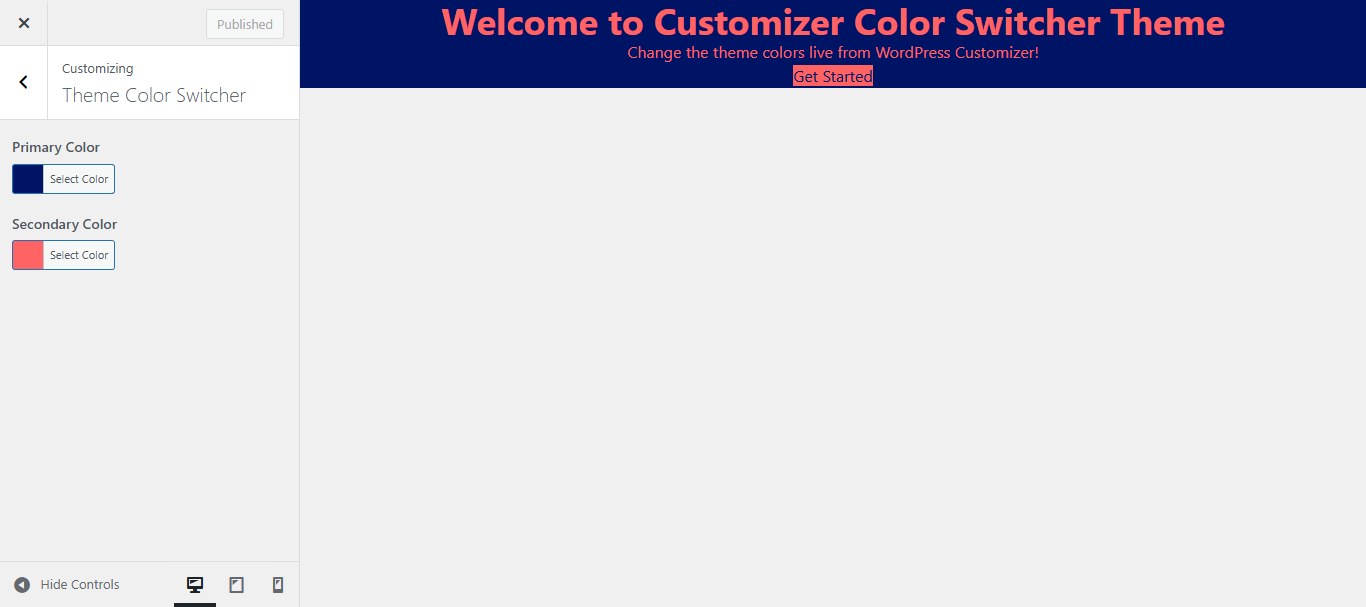 Published
Customizing
Theme Color Switcher
Primary Color
Select Color
Secondary Color
Select Color
Hide Controls
Welcome to Customizer Color Switcher Theme
Change the theme colors live from WordPress Customizer!
Get Started